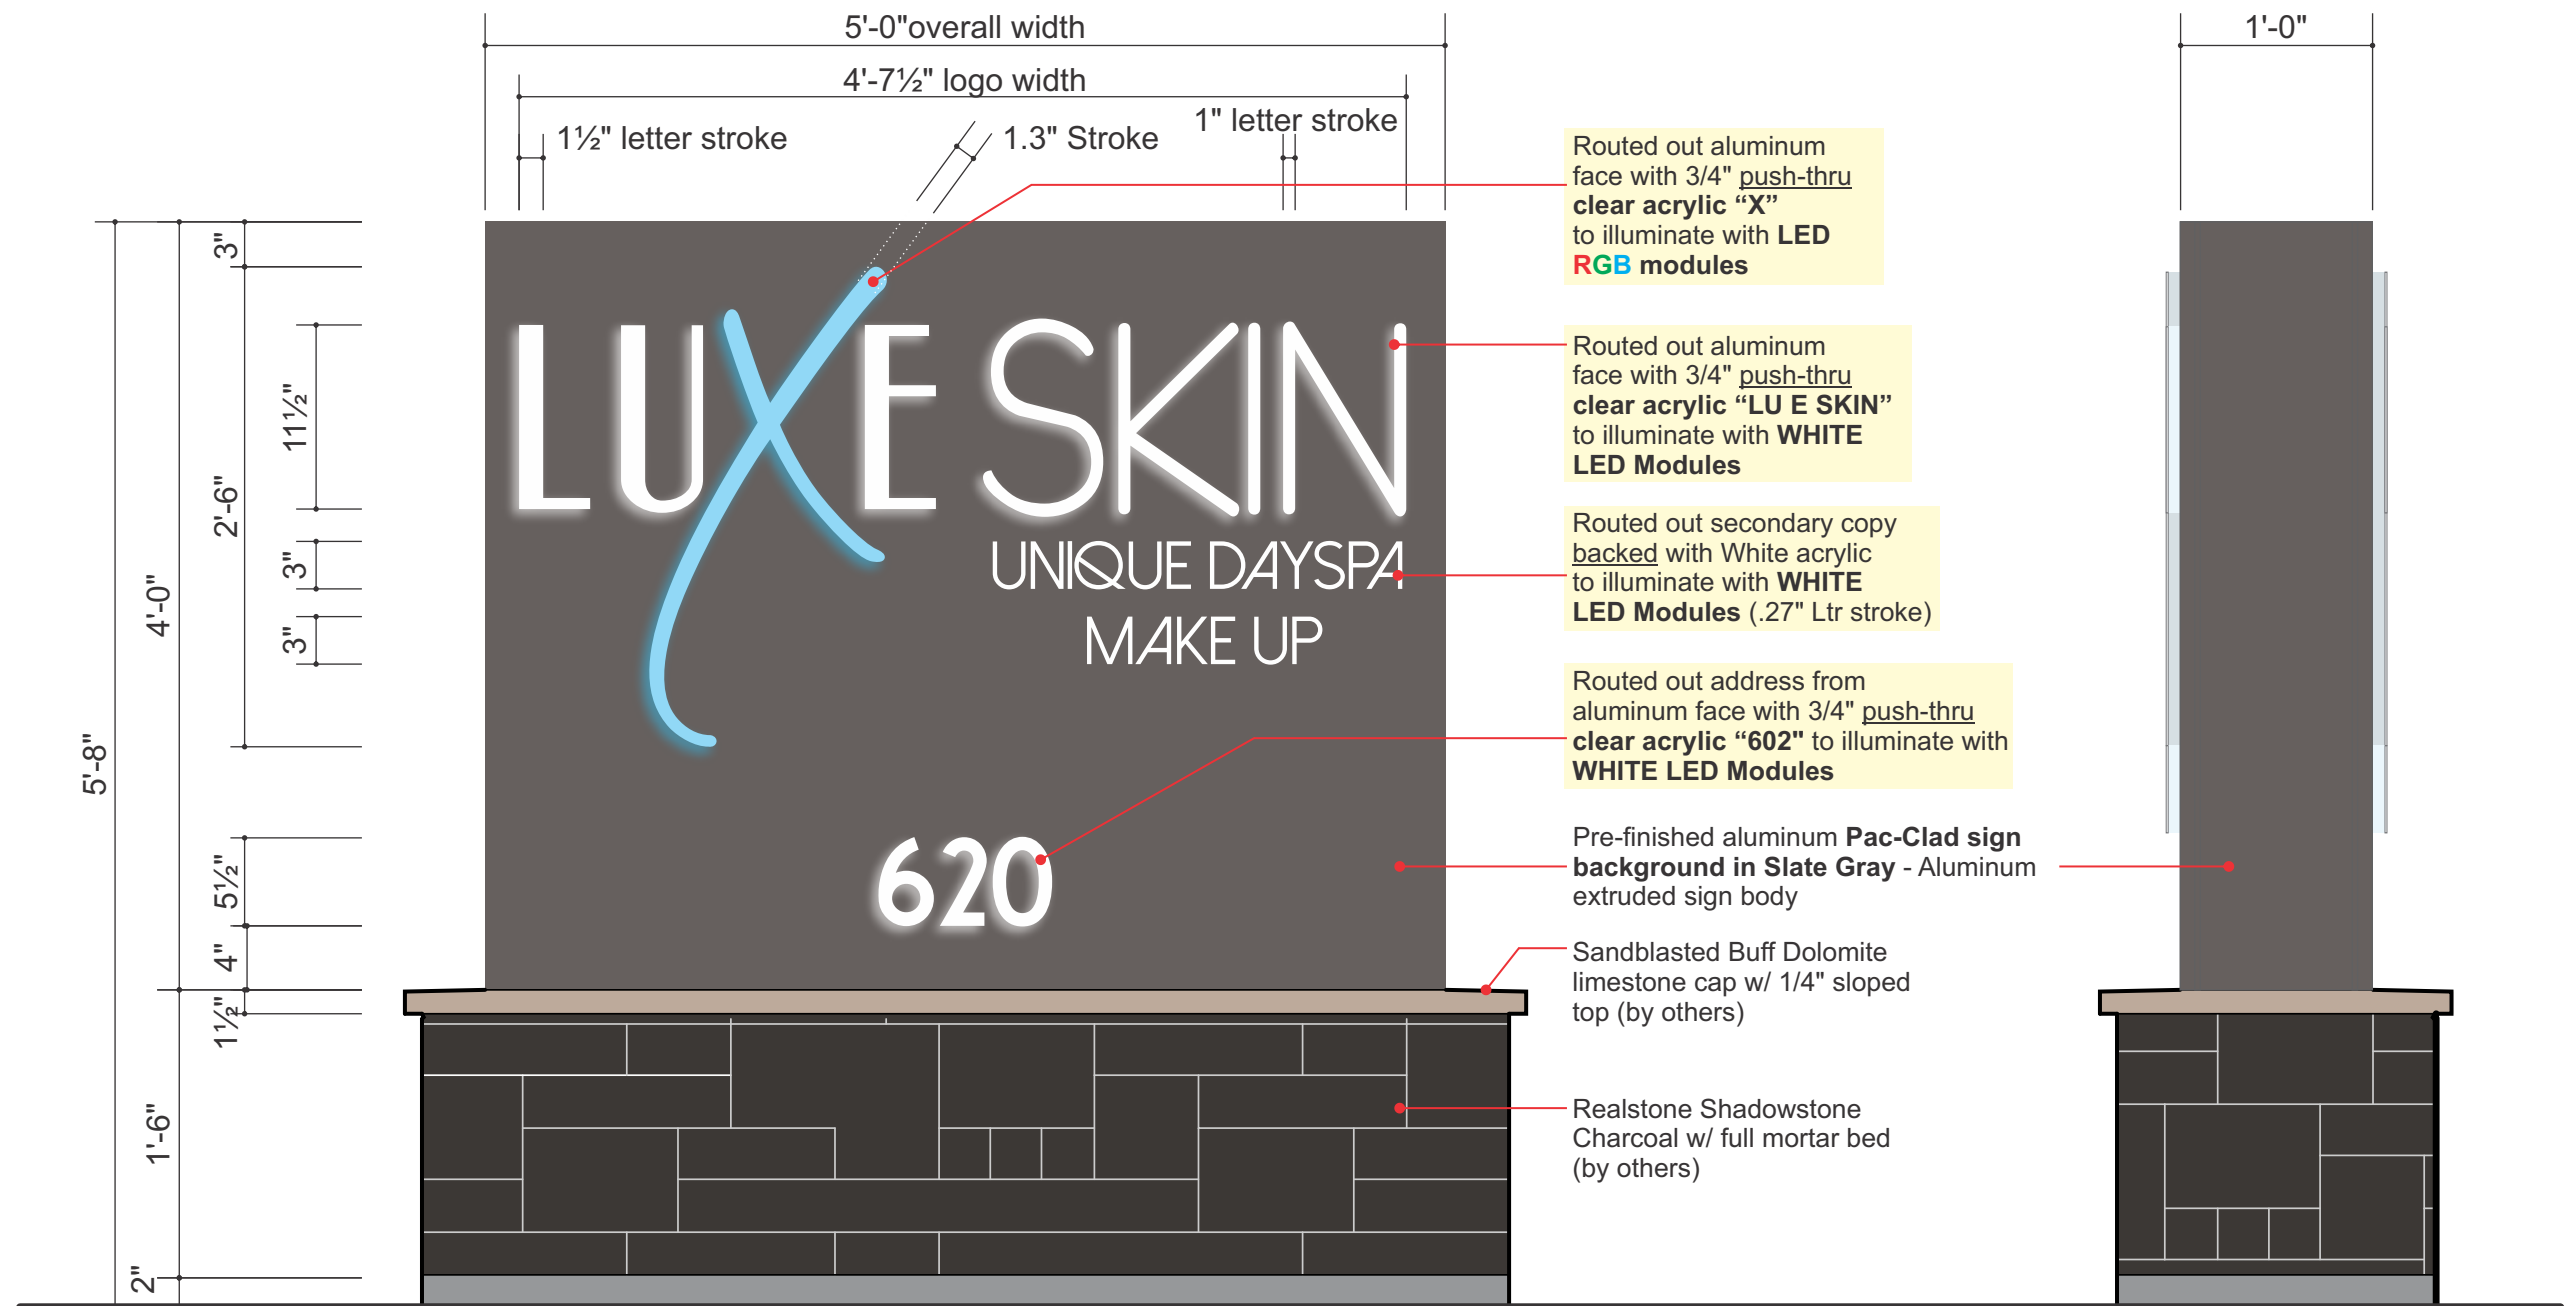 5'-0"overall width
1'-0"
4'-7½" logo width
1½" letter stroke
1.3" Stroke
1" letter stroke
Routed out aluminum
face with 3/4" push-thru
clear acrylic “X”
to illuminate with LED
RGB modules
3"
11½"
2'-6"
3"
4'-0"
3"
5'-8"
5½"
4"
1½"
1'-6"
2"
LUXE SKIN
UNIQUE DAYSPA
MAKE UP
620
Routed out aluminum
face with 3/4" push-thru
clear acrylic “LU E SKIN”
to illuminate with WHITE
LED Modules
Routed out secondary copy
backed with White acrylic
to illuminate with WHITE
LED Modules (.27" Ltr stroke)
Routed out address from
aluminum face with 3/4" push-thru
clear acrylic “602" to illuminate with
WHITE LED Modules
Pre-finished aluminum Pac-Clad sign
background in Slate Gray - Aluminum
extruded sign body
Sandblasted Buff Dolomite
limestone cap w/ 1/4" sloped
top (by others)
Realstone Shadowstone
Charcoal w/ full mortar bed
(by others)